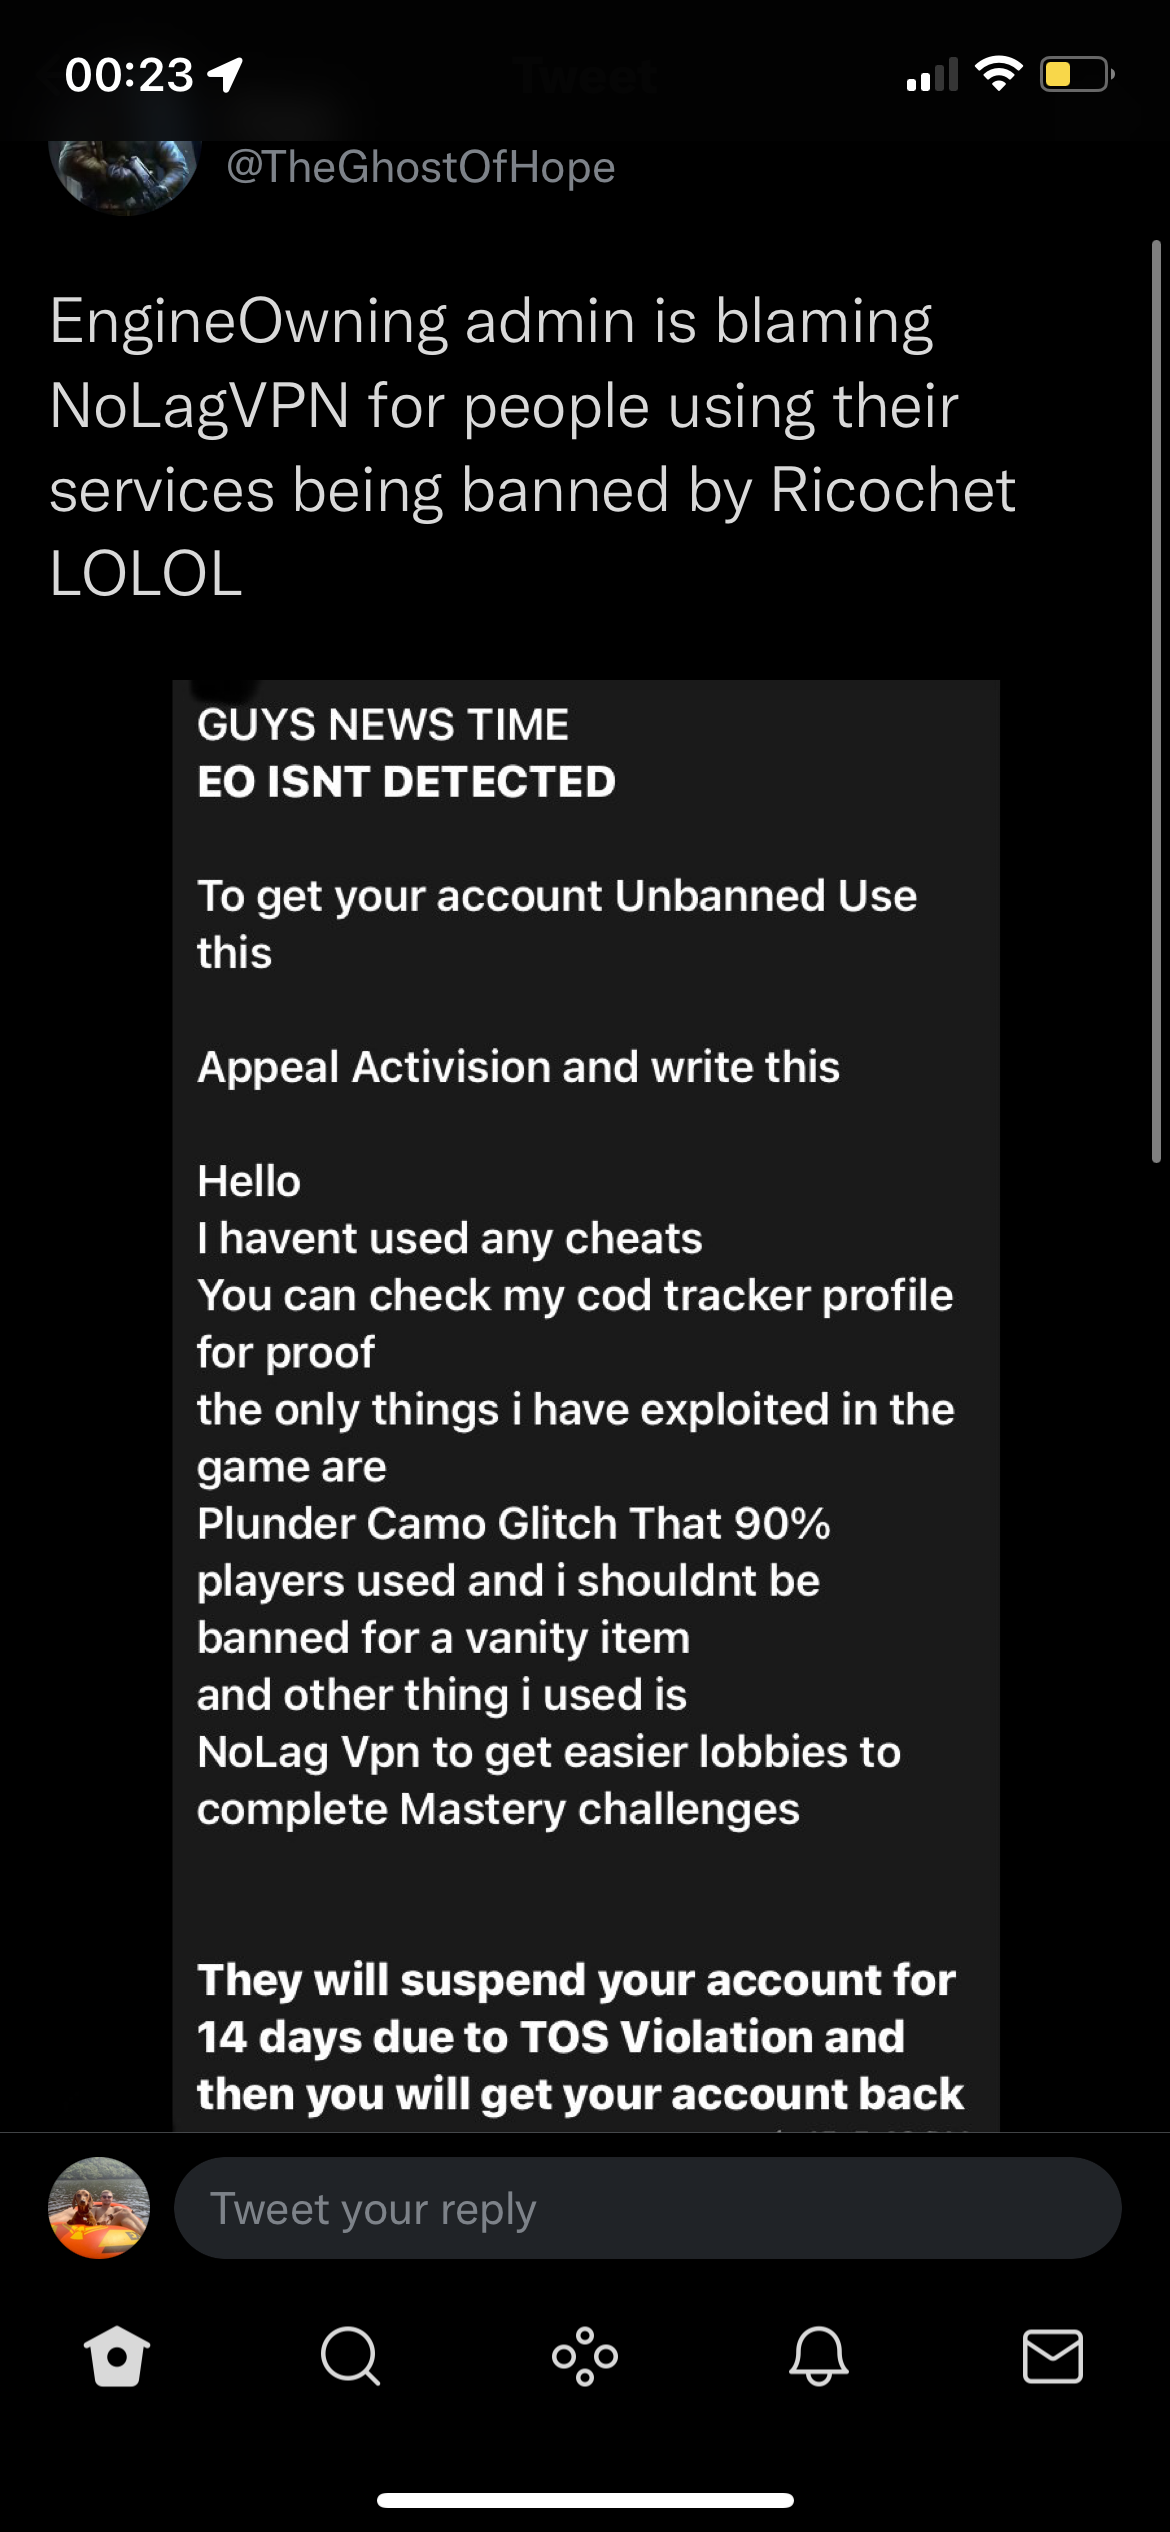 00:23
Tweet
@TheGhostOfHope
EngineOwning admin is blaming
NoLagVPN for people using their
services being banned by Ricochet
LOLOL
GUYS NEWS TIME
EO ISNT DETECTED
To get your account Unbanned Use
this
Appeal Activision and write this
Hello
I havent used any cheats
You can check my cod tracker profile
for proof
the only things i have exploited in the
game are
Plunder Camo Glitch That 90%
players used and i shouldnt be
banned for a vanity item
and other thing i used is
NoLag Vpn to get easier lobbies to
complete Mastery challenges
They will suspend your account for
14 days due to TOS Violation and
then you will get your account back
Tweet your reply